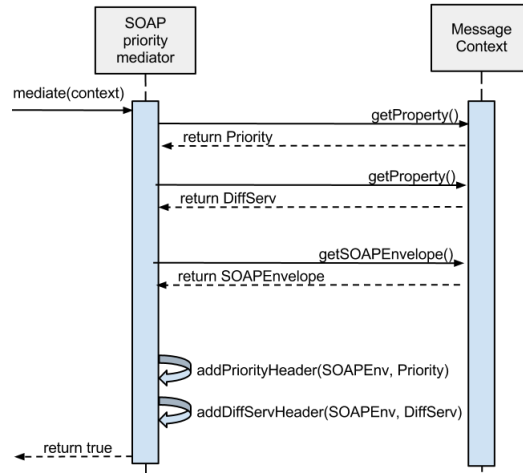 SOAP
priority
mediator
Message
Context
mediate(context)
getProperty()
return Priority
getProperty()
return DiffServ
getSOAPEnvelope()
return SOAPEnvelope
addPriorityHeader(SOAPEnv, Priority)
addDiffServHeader(SOAPEnv, DiffServ)
return true